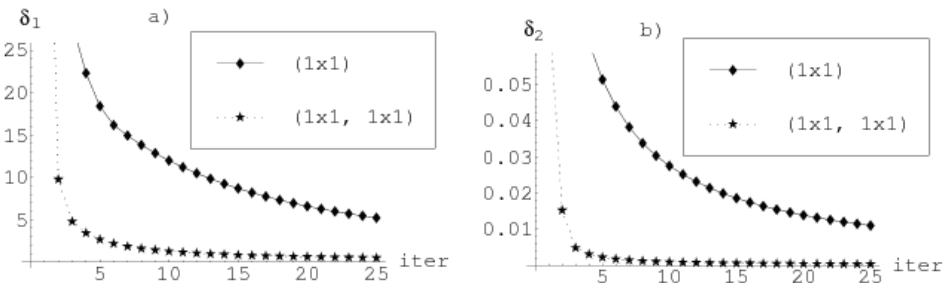 δ1
a)
25
20
15
10
5
(1x1)
(1x1, 1x1)
5 10 15 20 25 iter
δ2
b)
0.05
0.04
0.03
0.02
0.01
(1x1)
(1x1, 1x1)
5 10 15 20 25 iter